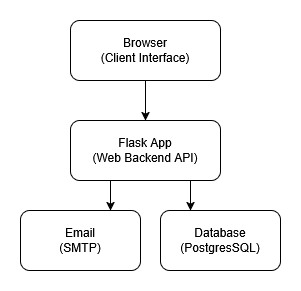 Browser
(Client Interface)
Flask App
(Web Backend API)
Email
(SMTP)
Database
(PostgresSQL)